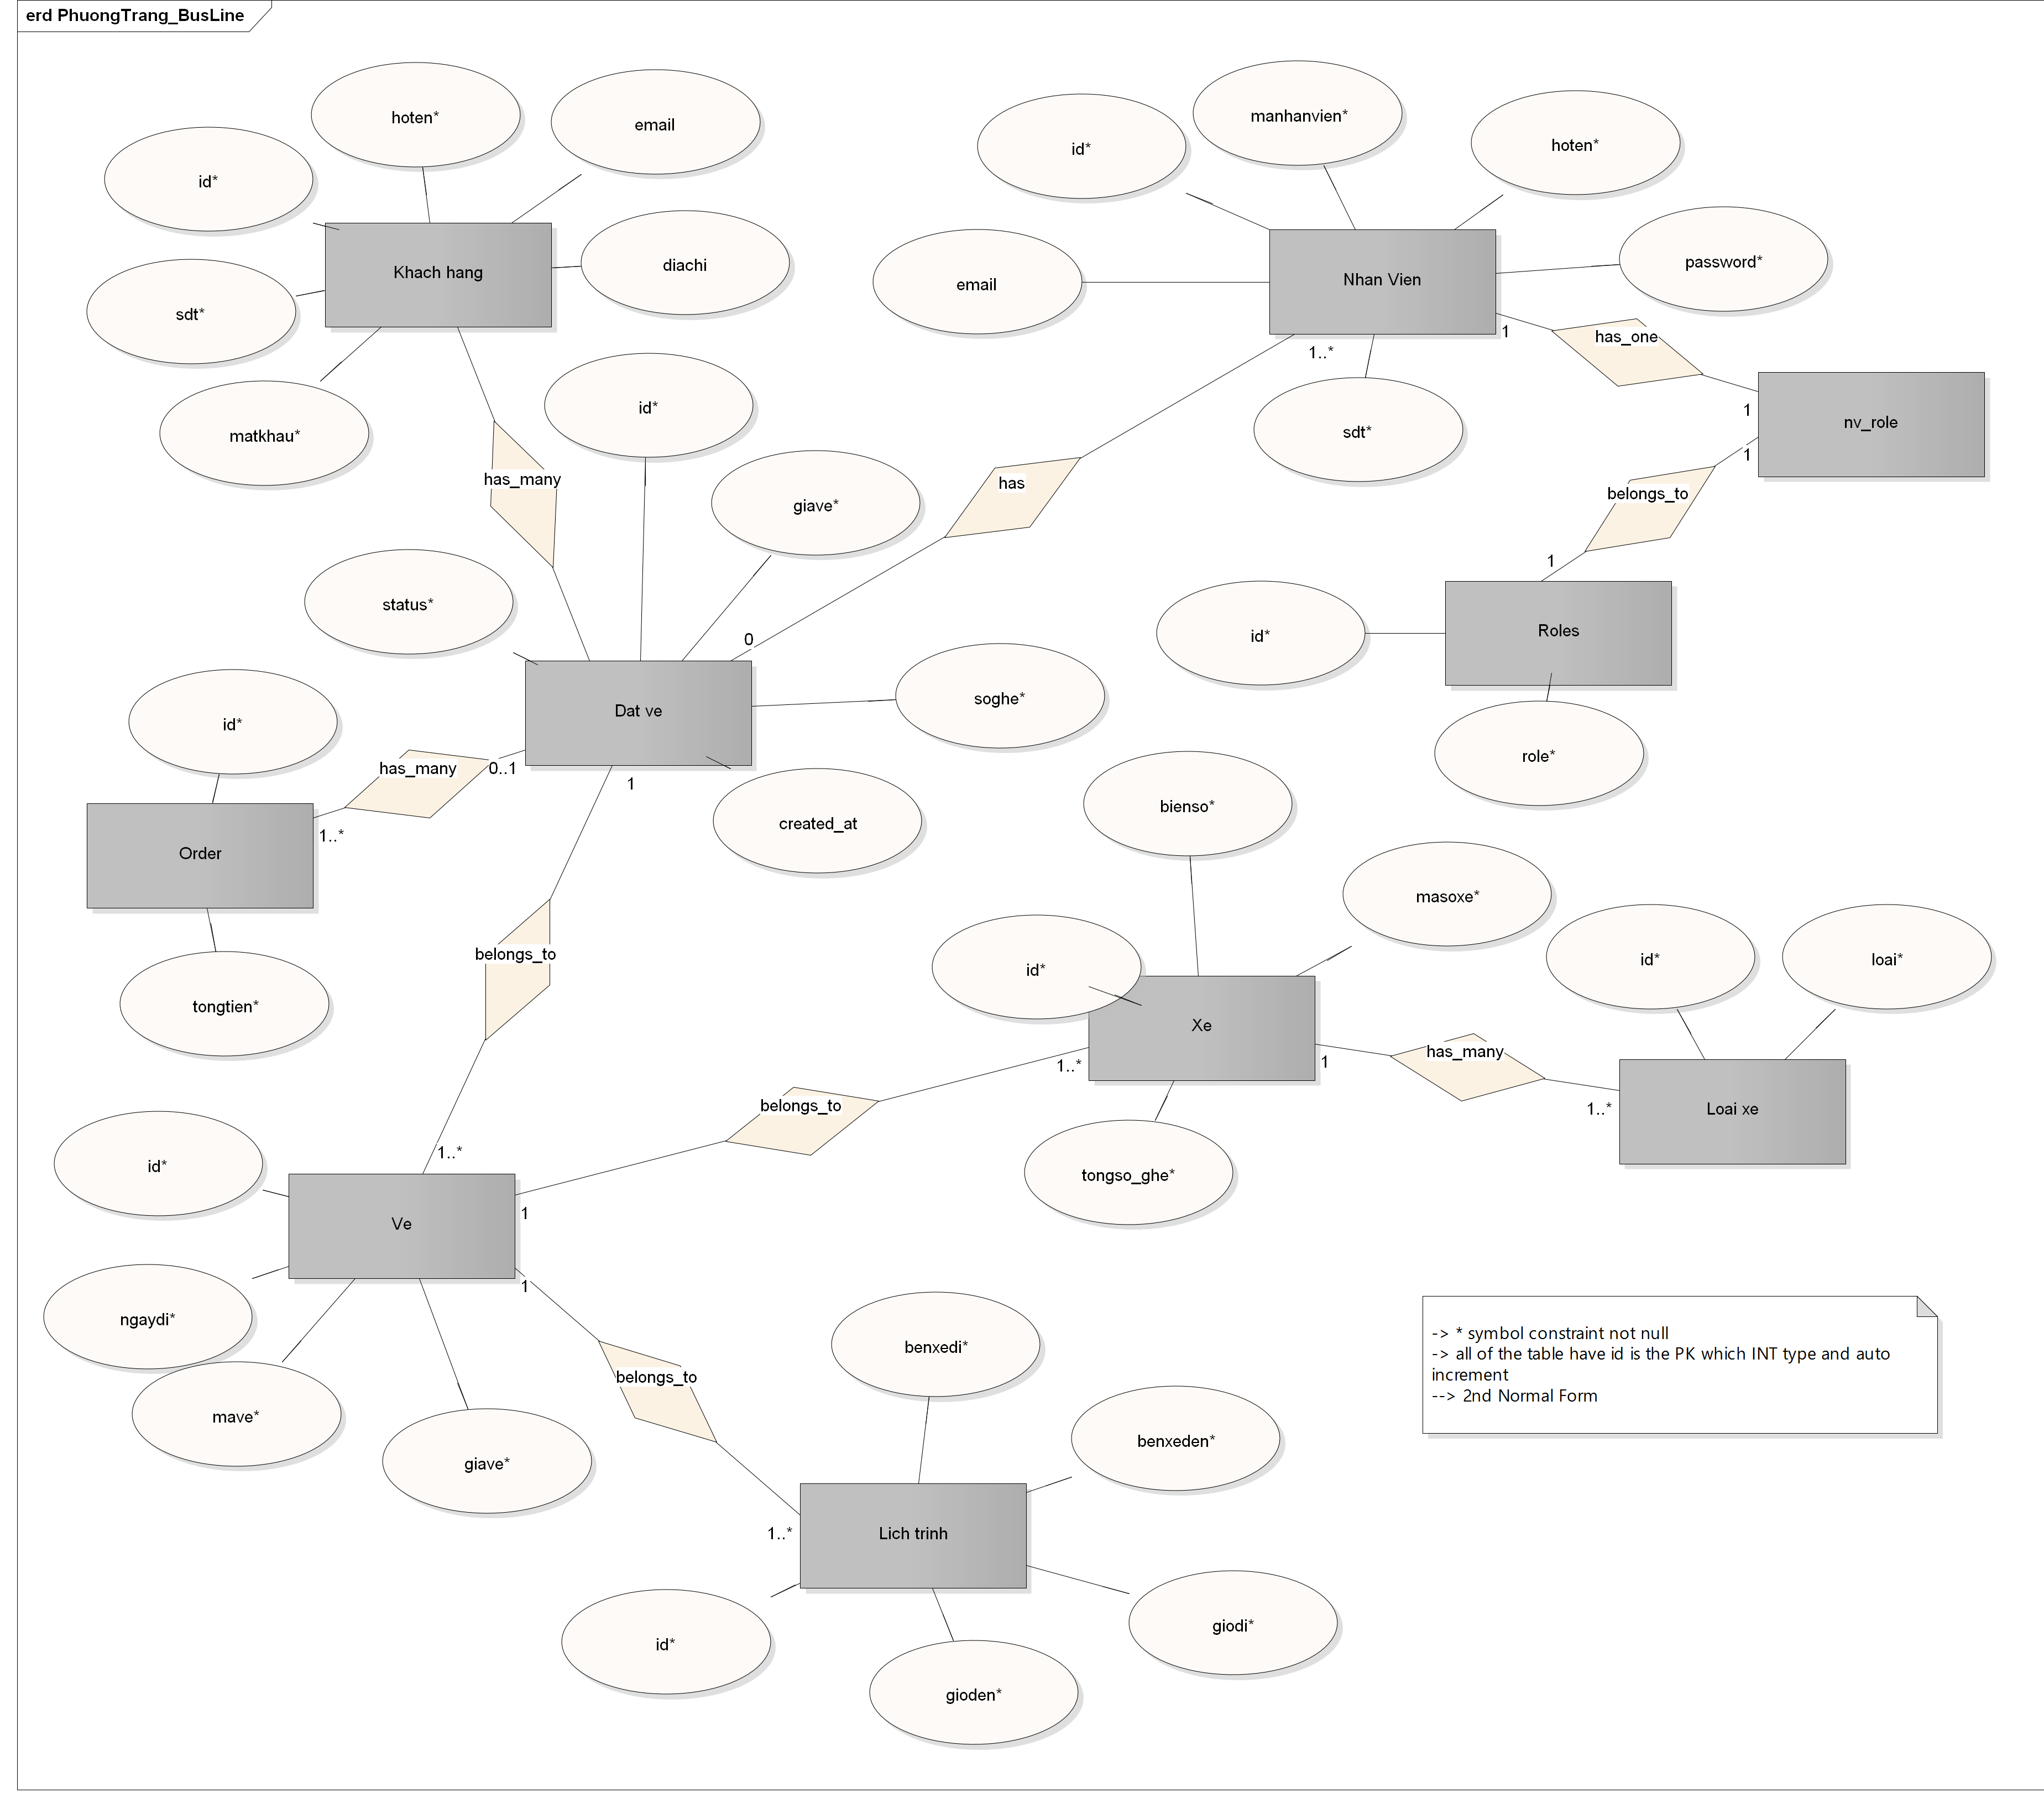 erd PhuongTrang_BusLine
hoten*
email
id*
Khach hang
diachi
sdt*
matkhau*
has_many
id*
manhanvien*
hoten*
email
Nhan Vien
password*
sdt*
1..*
1
has_one
1
nv_role
1
belongs_to
1
Roles
id*
role*
has
0
id*
giave*
status*
Dat ve
soghe*
created_at
id*
has_many
0..1
1..*
Order
tongtien*
1
belongs_to
1..*
bienso*
masoxe*
id*
Xe
tongso_ghe*
1
has_many
1..*
id*
loai*
Loai xe
1..*
belongs_to
1
id*
Ve
ngaydi*
mave*
giave*
1
belongs_to
1..*
benxedi*
benxeden*
Lich trinh
id*
gioden*
giodi*
-> * symbol constraint not null
-> all of the table have id is the PK which INT type and auto
increment
--> 2nd Normal Form